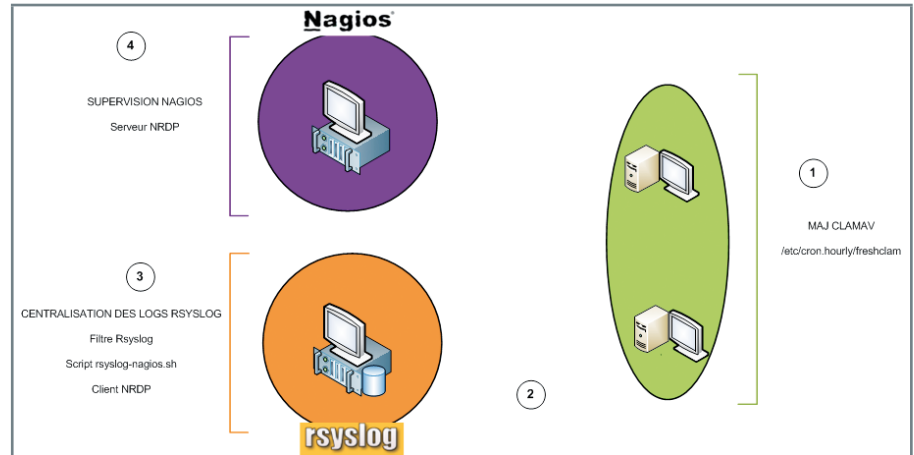 Nagios
4
SUPERVISION NAGIOS
Serveur NRDP
1
MAJ CLAMAV
/etc/cron.hourly/freshclam
3
CENTRALISATION DES LOGS RSYSLOG
Filtre Rsyslog
Script rsyslog-nagios.sh
Client NRDP
2
rsyslog